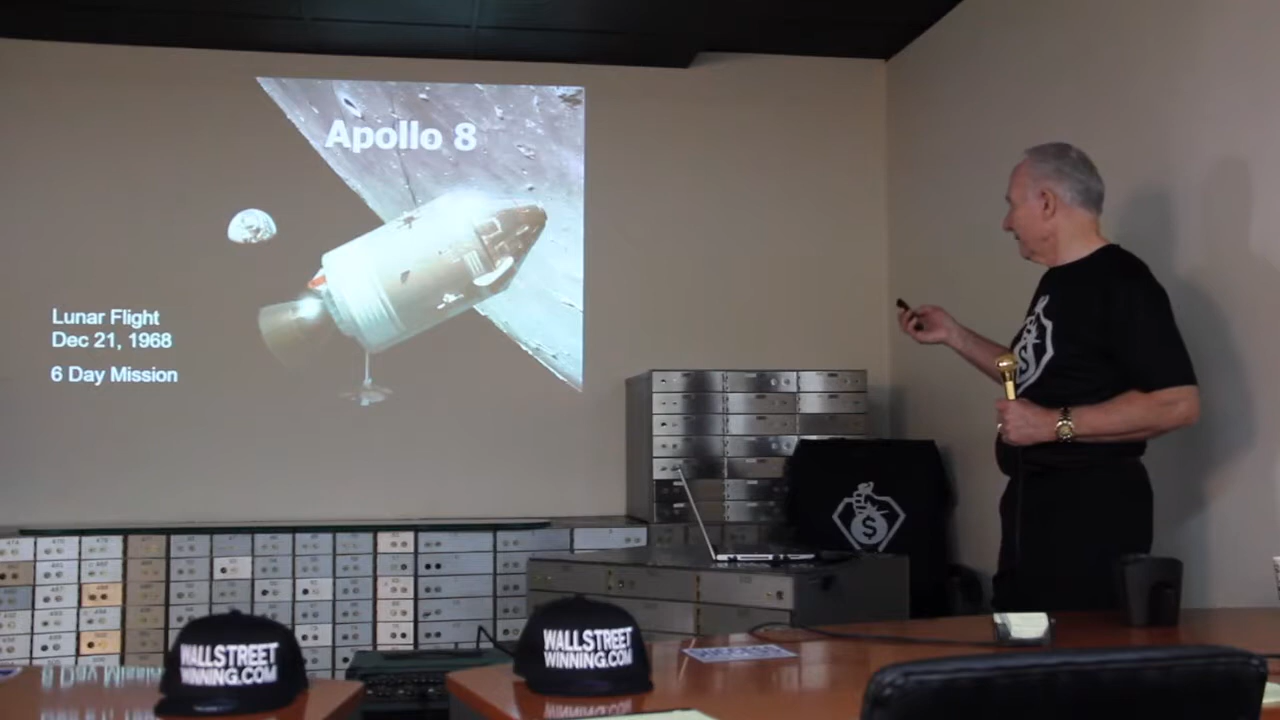 Apollo 8
Lunar Flight
Dec 21, 1968
6 Day Mission
$
$
WALLSTREET
WINNING.COM
WALLSTREET
WINNING.COM